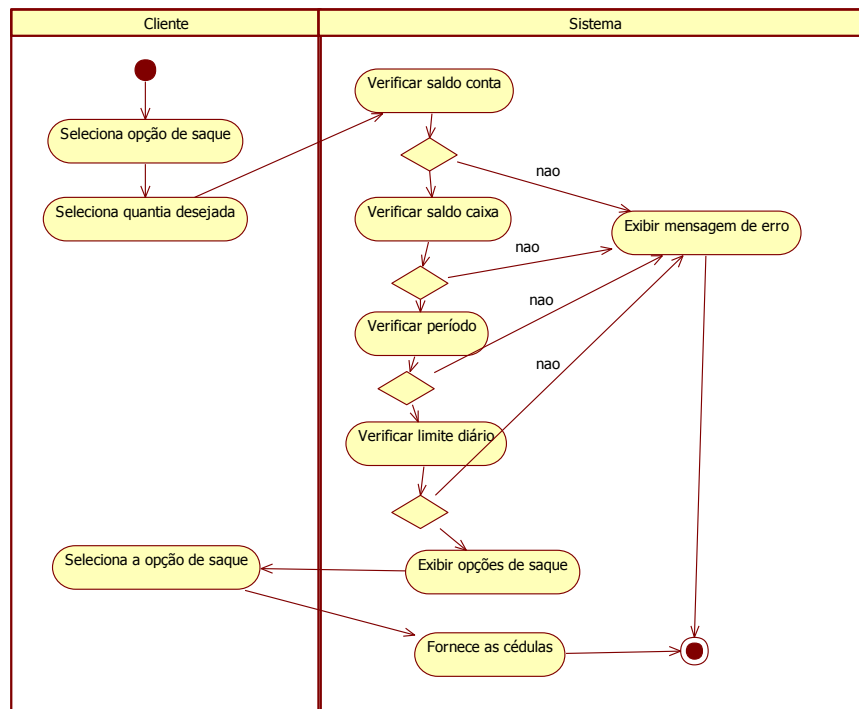 Cliente
Sistema
Verificar saldo conta
Seleciona opção de saque
nao
Seleciona quantia desejada
Verificar saldo caixa
Exibir mensagem de erro
nao
nao
Verificar período
nao
Verificar limite diário
Seleciona a opção de saque
Exibir opções de saque
Fornece as cédulas